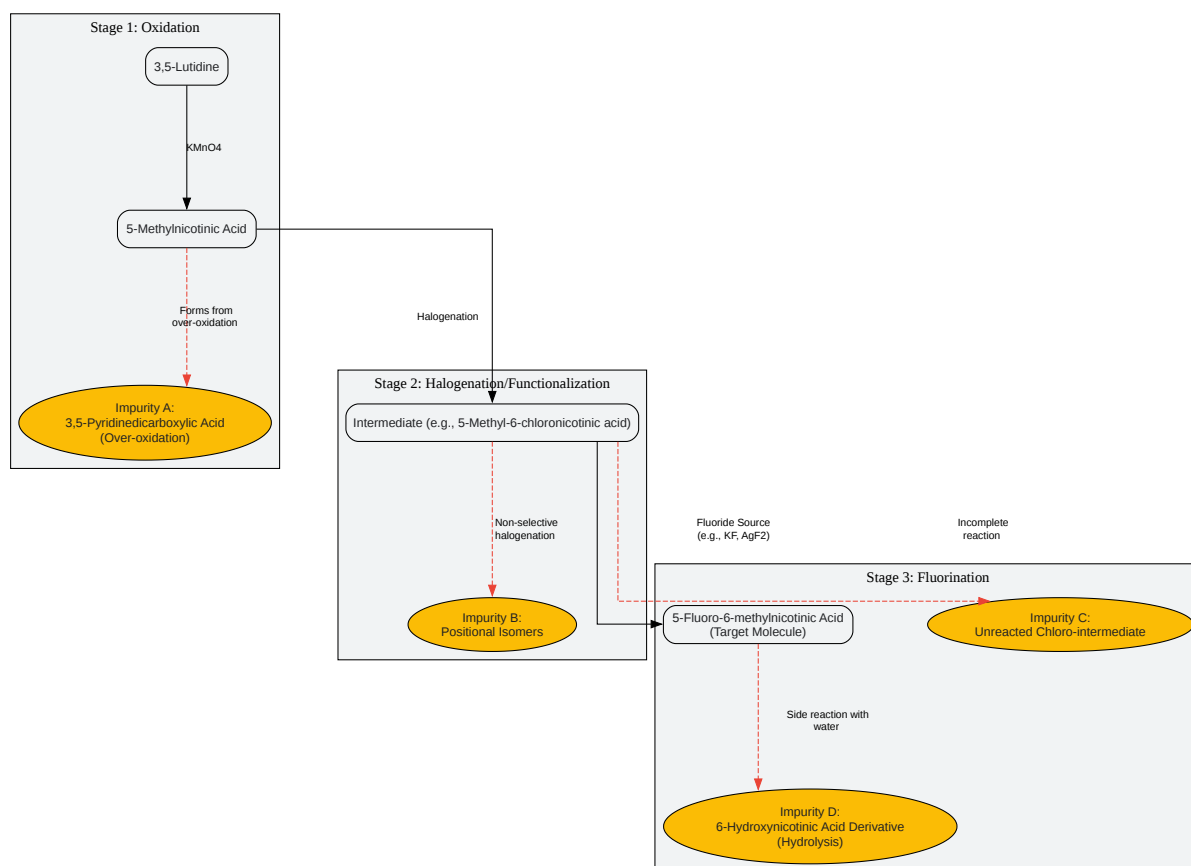 Stage 1: Oxidation
3,5-Lutidine
KMnO4
5-Methylnicotinic Acid
Forms from
over-oxidation
Impurity A:
3,5-Pyridinedicarboxylic Acid
(Over-oxidation)
Halogenation
Stage 2: Halogenation/Functionalization
Intermediate (e.g., 5-Methyl-6-chloronicotinic acid)
Non-selective
halogenation
Impurity B:
Positional Isomers
Fluoride Source
(e.g., KF, AgF2)
Incomplete
reaction
Stage 3: Fluorination
5-Fluoro-6-methylnicotinic Acid
(Target Molecule)
Impurity C:
Unreacted Chloro-intermediate
Side reaction with
water
Impurity D:
6-Hydroxynicotinic Acid Derivative
(Hydrolysis)